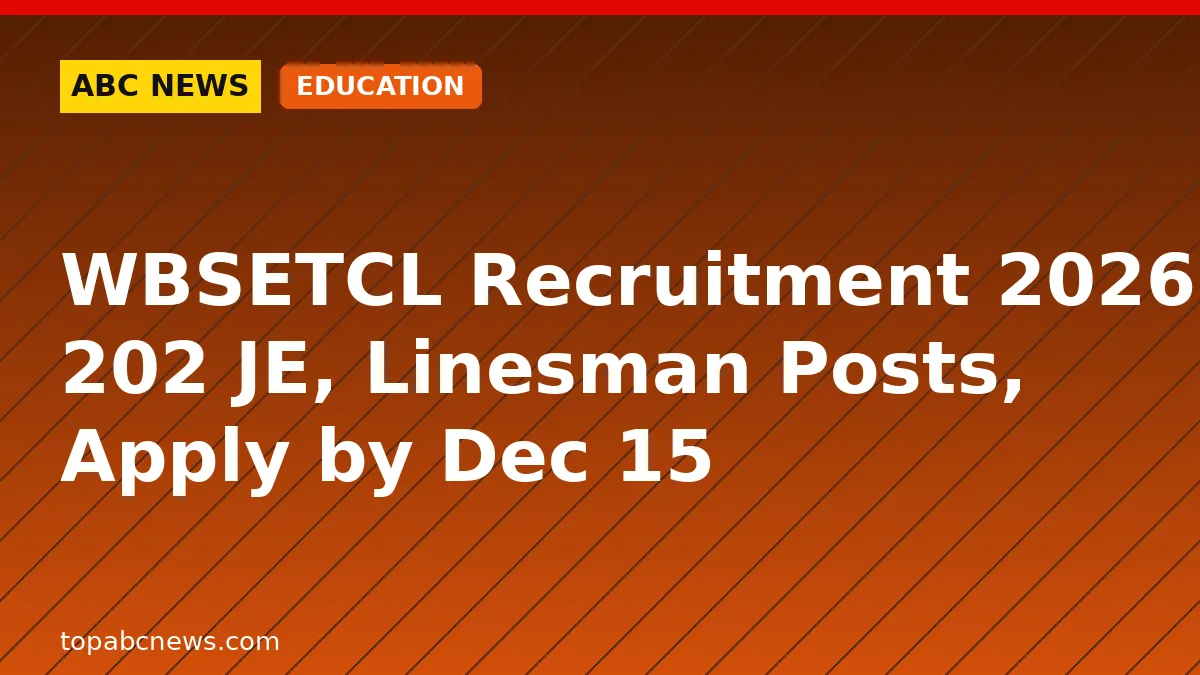 ABC NEWS
EDUCATION
WBSETCL Recruitment 2026
202 JE, Linesman Posts,
Apply by Dec 15
topabcnews.com